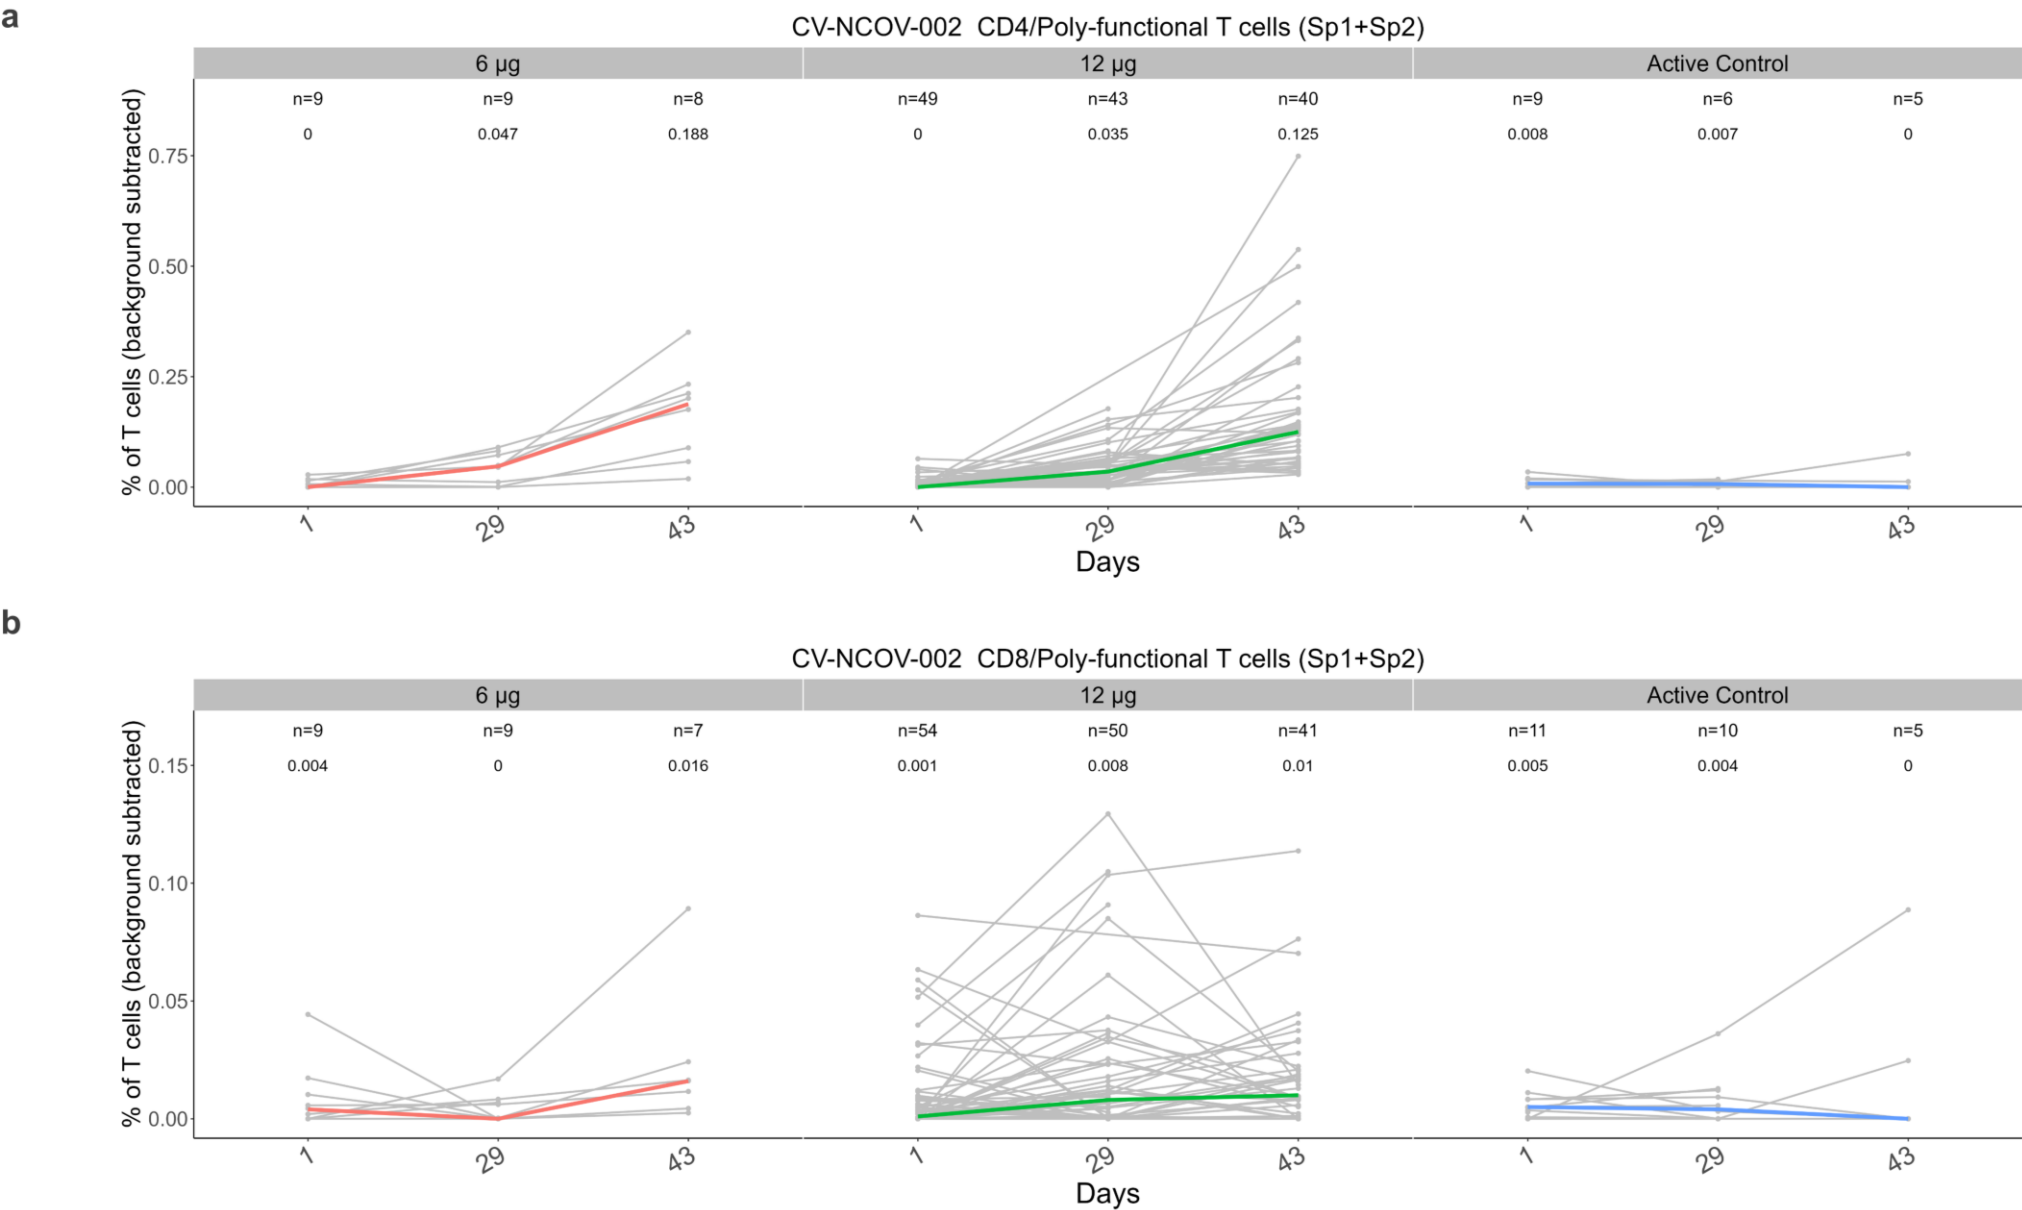 a
CV-NCOV-002 CD4/Poly-functional T cells (Sp1+Sp2)
6 µg 12 µg Active Control
n=9 n=9 n=8 n=49 n=43 n=40 n=9 n=6 n=5
0 0.047 0.188 0 0.035 0.125 0.008 0.007 0
% of T cells (background subtracted)
0.75
0.50
0.25
0.00
1 29 43 1 29 43 1 29 43
Days
b
CV-NCOV-002 CD8/Poly-functional T cells (Sp1+Sp2)
6 µg 12 µg Active Control
n=9 n=9 n=7 n=54 n=50 n=41 n=11 n=10 n=5
0.004 0 0.016 0.001 0.008 0.01 0.005 0.004 0
% of T cells (background subtracted)
0.15
0.10
0.05
0.00
1 29 43 1 29 43 1 29 43
Days